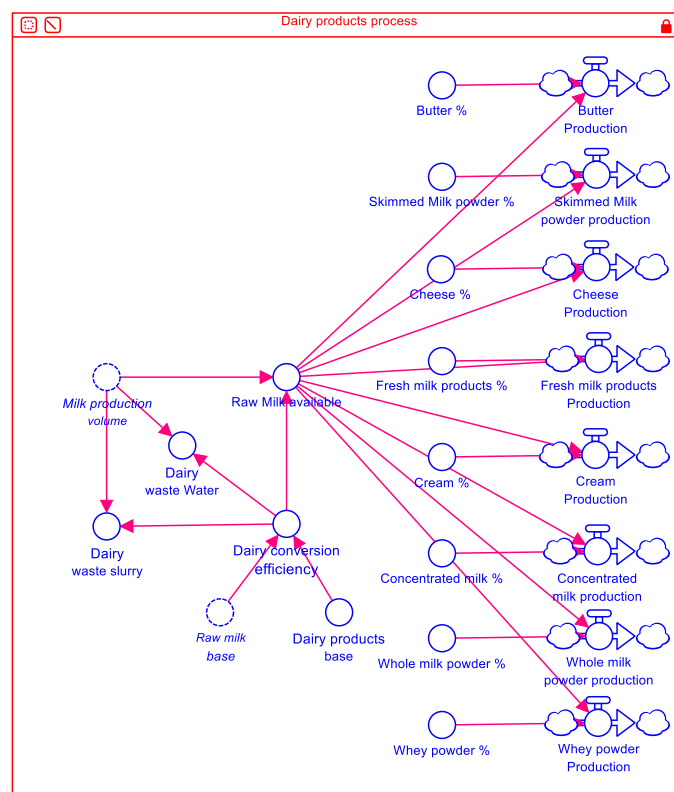 Dairy products process
Butter %
Butter
Production
Skimmed Milk powder %
Skimmed Milk
powder production
Cheese %
Cheese
Production
Fresh milk products %
Fresh milk products
Production
Milk production
volume
Raw Milk available
Dairy
waste Water
Cream %
Cream
Production
Dairy
waste slurry
Dairy conversion
efficiency
Concentrated milk %
Concentrated
milk production
Raw milk
base
Dairy products
base
Whole milk powder %
Whole milk
powder production
Whey powder %
Whey powder
Production